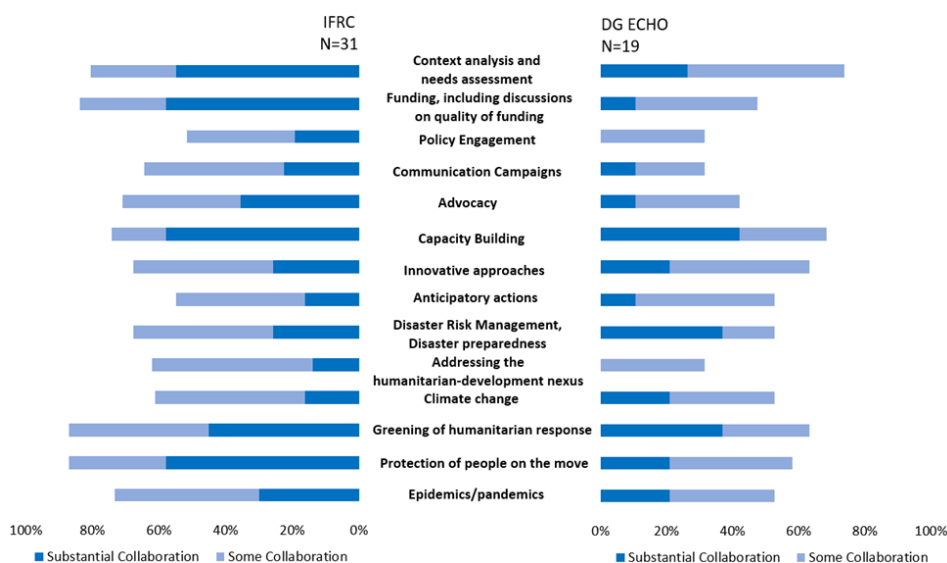 IFRC
N=31
DG ECHO
N=19
Context analysis and
needs assessment
Funding, including discussions
on quality of funding
Policy Engagement
Communication Campaigns
Advocacy
Capacity Building
Innovative approaches
Anticipatory actions
Disaster Risk Management,
Disaster preparedness
Addressing the
humanitarian-development nexus
Climate change
Greening of humanitarian response
Protection of people on the move
Epidemics/pandemics
100% 80% 60% 40% 20% 0%
0% 20% 40% 60% 80% 100%
Substantial Collaboration Some Collaboration
Substantial Collaboration Some Collaboration